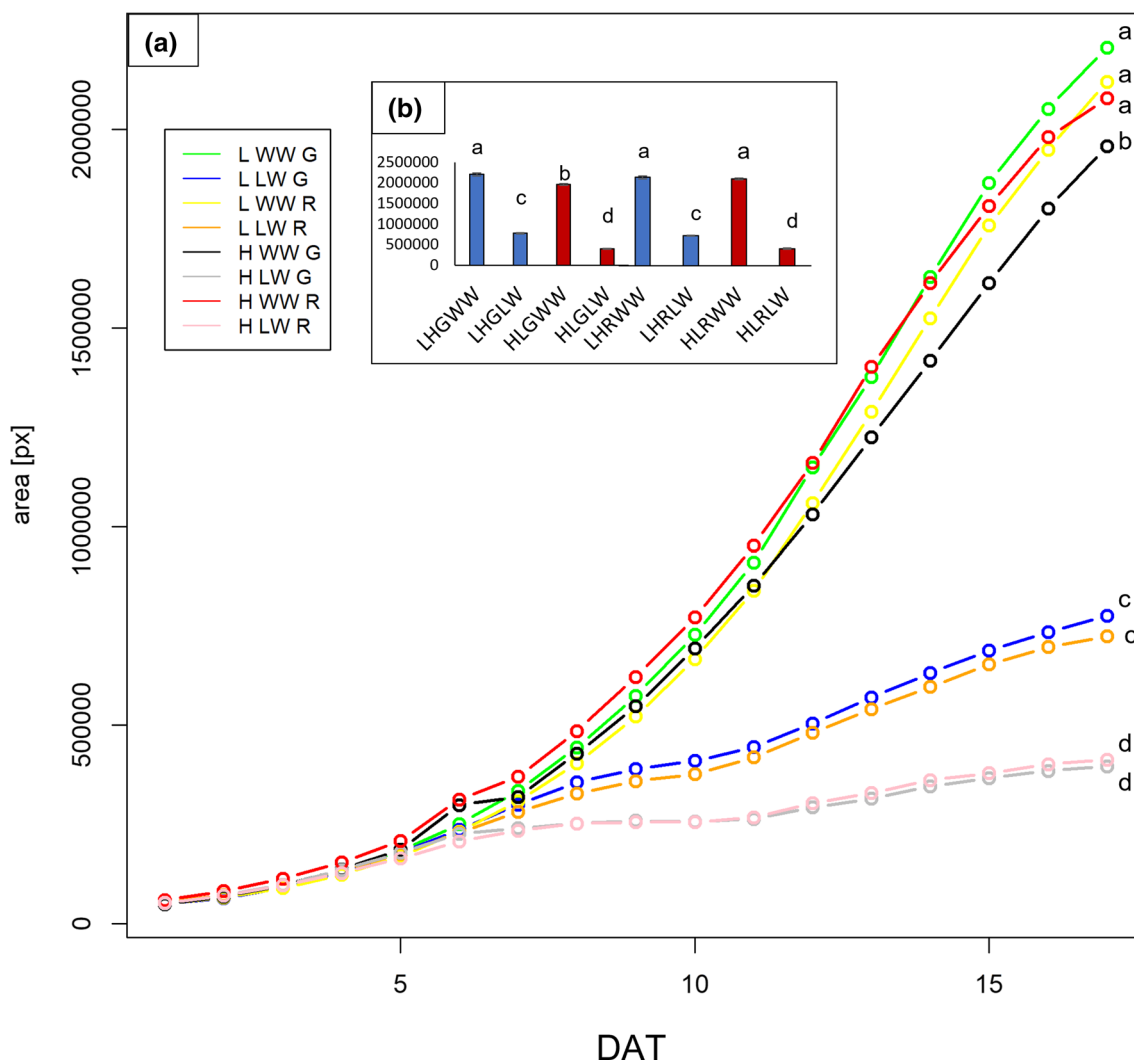 (a)
L WW G
L LW G
L WW R
L LW R
H WW G
H LW G
H WW R
H LW R
(b)
a
c
b
d
a
c
a
d
2500000
2000000
1500000
1000000
500000
0
LHGWW
LHGLW
HLGWW
HLGLW
LHRWW
LHRLW
HLRWW
HLRLW
a
a
a
b
c
c
d
d
area [px]
2000000
1500000
1000000
500000
0
5 10 15
DAT